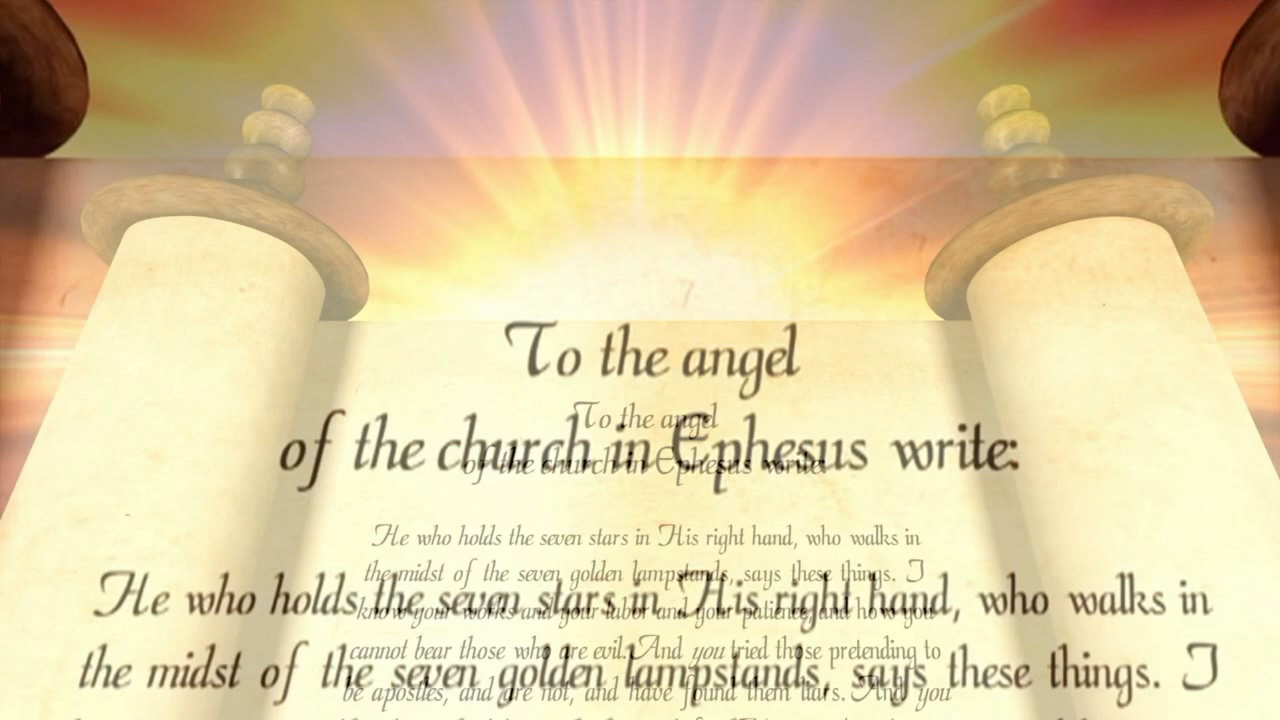 To the angel
To the angel
of the church in Ephesus write:
of the church in Ephesus write:
He who holds the seven stars in His right hand, who walks in
the midst of the seven golden lampstands, says these things. I
He who holds the seven stars in His right hand, who walks in
know your works and your labor and your patience, and how you
cannot bear those who are evil. And you tried those pretending to
the midst of the seven golden lampstands, says these things. I
be apostles, and are not, and have found them liars. And you